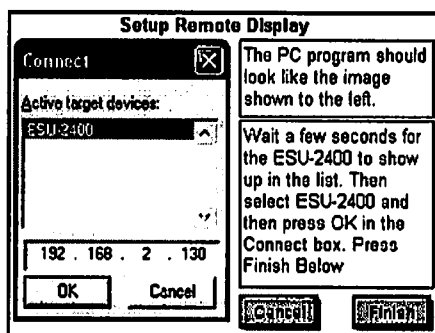 Setup Remote Display
Connect
Active target devices:
ESU-2400
192 . 168 . 2 . 130
OK
Cancel
The PC program should
look like the image
shown to the left.
Wait a few seconds for
the ESU-2400 to show
up in the list. Then
select ESU-2400 and
then press OK in the
Connect box. Press
Finish Below
Cancel
Finish